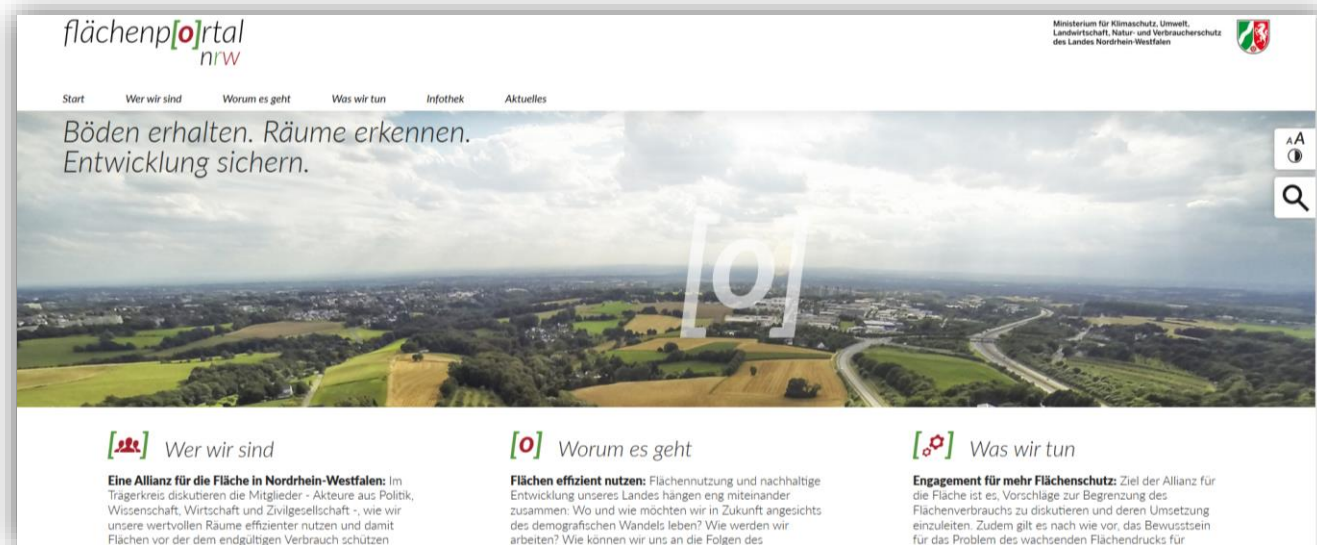 flächenp[o]rtal
nrw
Ministerium für Klimaschutz, Umwelt,
Landwirtschaft, Natur- und Verbraucherschutz
des Landes Nordrhein-Westfalen
Start Wer wir sind Worum es geht Was wir tun Infothek Aktuelles
Böden erhalten. Räume erkennen.
Entwicklung sichern.
AA
[o]
Wer wir sind
Eine Allianz für die Fläche in Nordrhein-Westfalen: Im
Trägerkreis diskutieren die Mitglieder - Akteure aus Politik,
Wissenschaft, Wirtschaft und Zivilgesellschaft -, wie wir
unsere wertvollen Räume effizienter nutzen und damit
Flächen vor der dem endgültigen Verbrauch schützen
[o] Worum es geht
Flächen effizient nutzen: Flächennutzung und nachhaltige
Entwicklung unseres Landes hängen eng miteinander
zusammen: Wo und wie möchten wir in Zukunft angesichts
des demografischen Wandels leben? Wie werden wir
arbeiten? Wie können wir uns an die Folgen des
Was wir tun
Engagement für mehr Flächenschutz: Ziel der Allianz für
die Fläche ist es, Vorschläge zur Begrenzung des
Flächenverbrauchs zu diskutieren und deren Umsetzung
einzuleiten. Zudem gilt es nach wie vor, das Bewusstsein
für das Problem des wachsenden Flächendrucks für